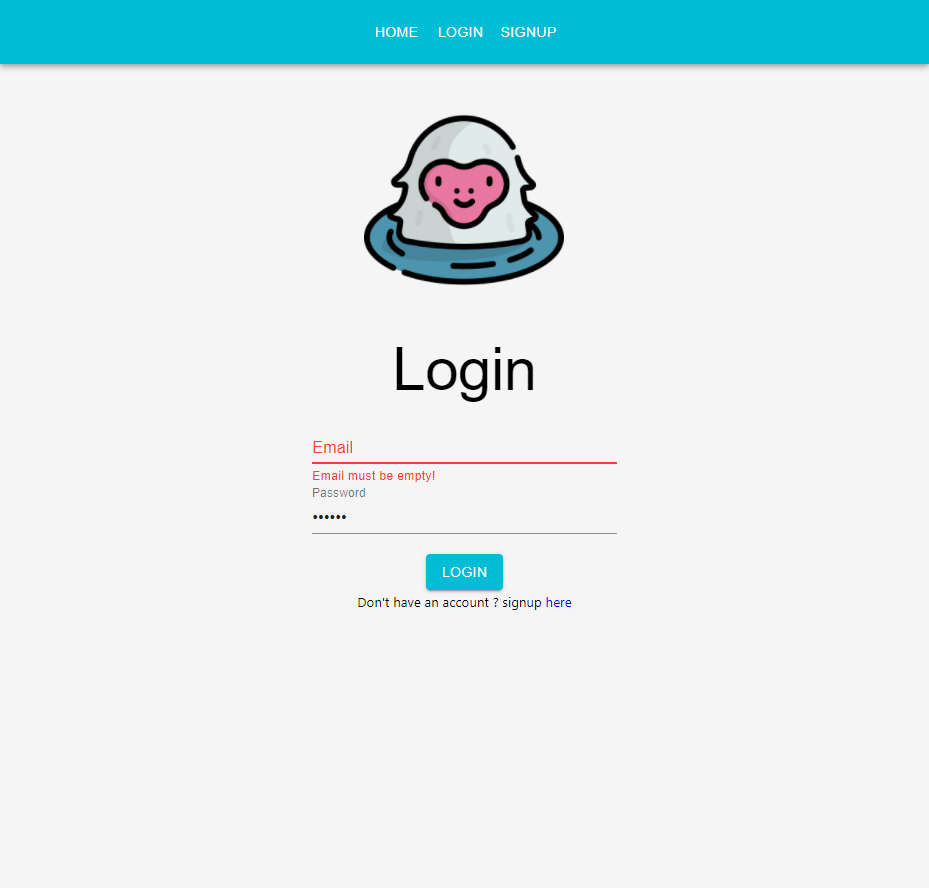 HOME LOGIN SIGNUP
Login
Email
Email must be empty!
Password
••••••
LOGIN
Don't have an account ? signup here